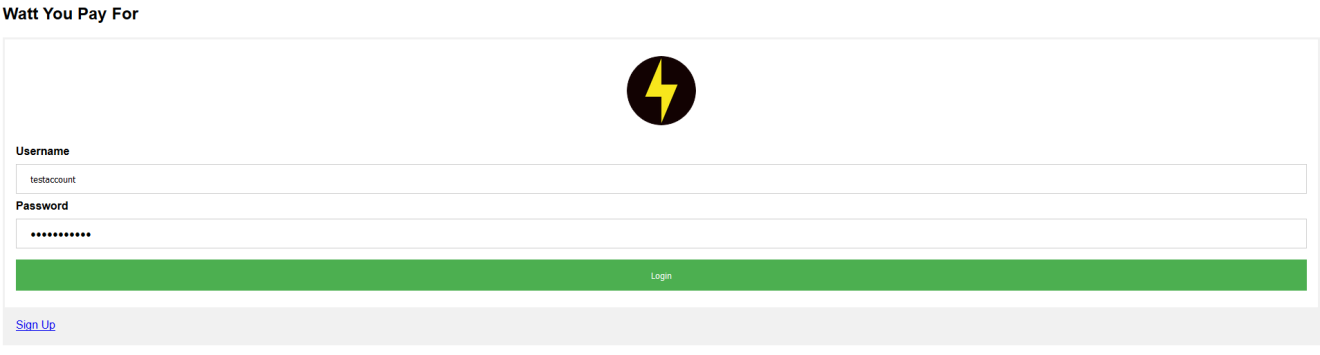 Watt You Pay For
Username
testaccount
Password
•••••••••••
Login
Sign Up